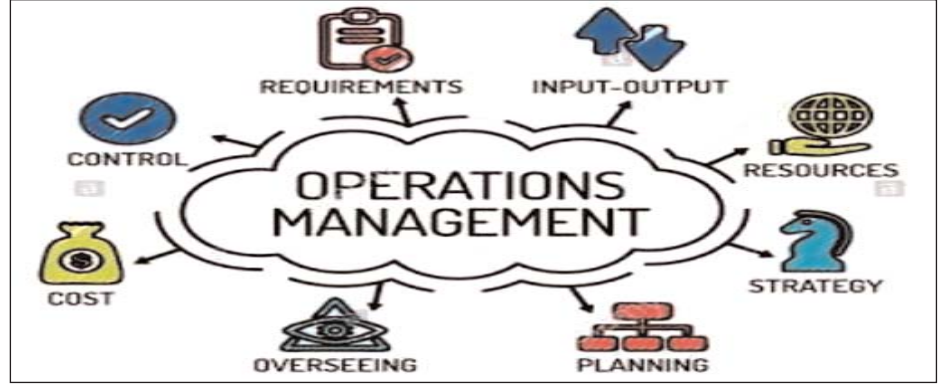 REQUIREMENTS
INPUT-OUTPUT
CONTROL
RESOURCES
OPERATIONS
MANAGEMENT
COST
STRATEGY
OVERSEEING
PLANNING